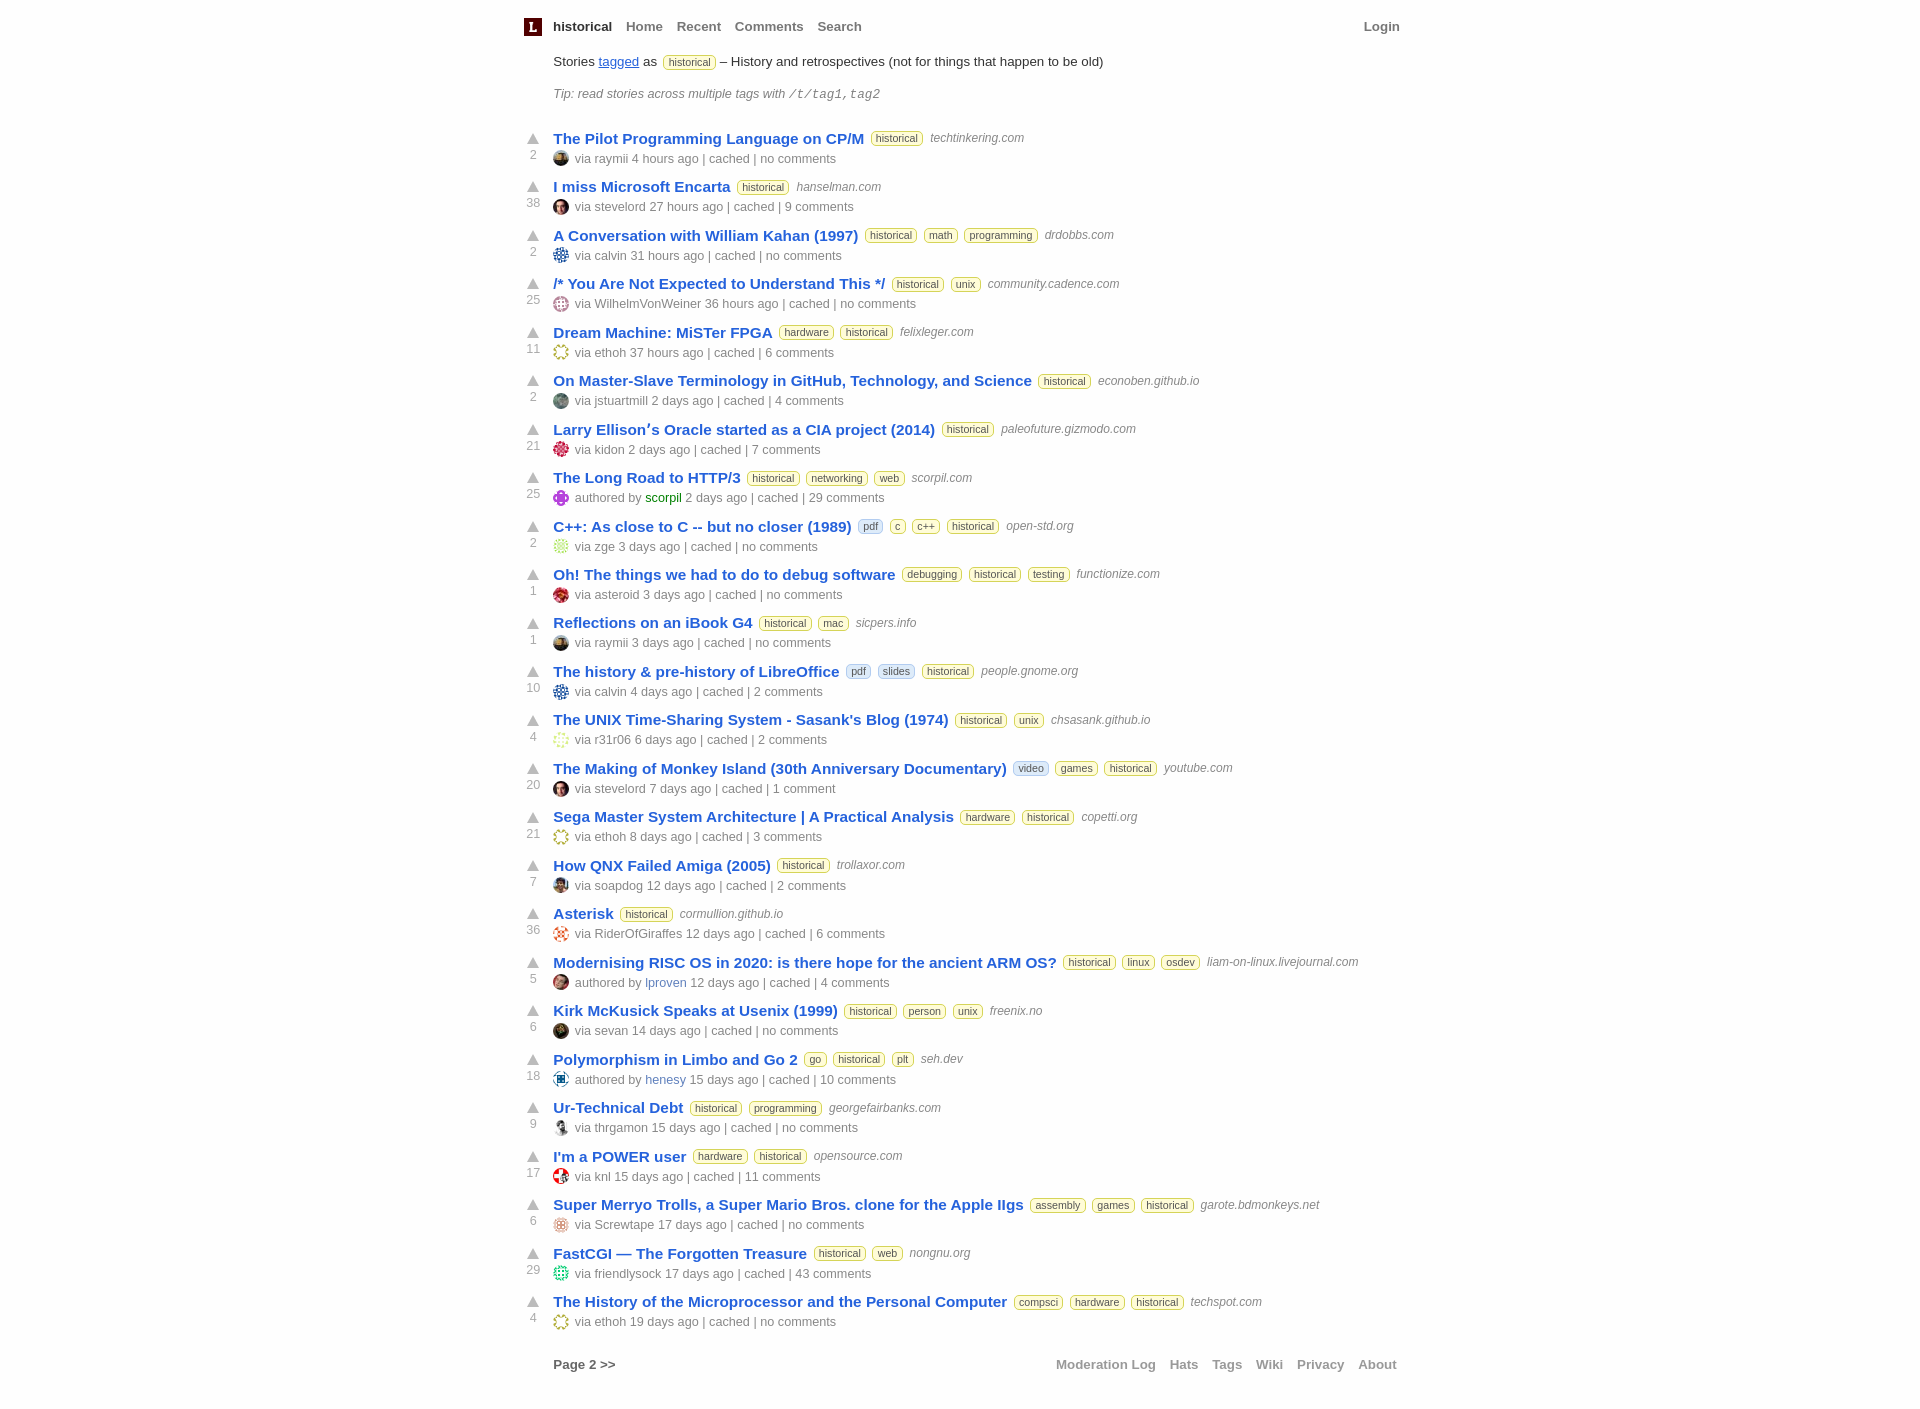 L historical Home Recent Comments Search Login
Stories tagged as historical – History and retrospectives (not for things that happen to be old)
Tip: read stories across multiple tags with /t/tag1,tag2
The Pilot Programming Language on CP/M historical techtinkering.com
2 via raymii 4 hours ago | cached | no comments
I miss Microsoft Encarta historical hanselman.com
38 via stevelord 27 hours ago | cached | 9 comments
A Conversation with William Kahan (1997) historical math programming drdobbs.com
2 via calvin 31 hours ago | cached | no comments
/* You Are Not Expected to Understand This */ historical unix community.cadence.com
25 via WilhelmVonWeiner 36 hours ago | cached | no comments
Dream Machine: MiSTer FPGA hardware historical felixleger.com
11 via ethoh 37 hours ago | cached | 6 comments
On Master-Slave Terminology in GitHub, Technology, and Science historical econoben.github.io
2 via jstuartmill 2 days ago | cached | 4 comments
Larry Ellisonʼs Oracle started as a CIA project (2014) historical paleofuture.gizmodo.com
21 via kidon 2 days ago | cached | 7 comments
The Long Road to HTTP/3 historical networking web scorpil.com
25 authored by scorpil 2 days ago | cached | 29 comments
C++: As close to C -- but no closer (1989) pdf c c++ historical open-std.org
2 via zge 3 days ago | cached | no comments
Oh! The things we had to do to debug software debugging historical testing functionize.com
1 via asteroid 3 days ago | cached | no comments
Reflections on an iBook G4 historical mac sicpers.info
1 via raymii 3 days ago | cached | no comments
The history & pre-history of LibreOffice pdf slides historical people.gnome.org
10 via calvin 4 days ago | cached | 2 comments
The UNIX Time-Sharing System - Sasank's Blog (1974) historical unix chsasank.github.io
4 via r31r06 6 days ago | cached | 2 comments
The Making of Monkey Island (30th Anniversary Documentary) video games historical youtube.com
20 via stevelord 7 days ago | cached | 1 comment
Sega Master System Architecture | A Practical Analysis hardware historical copetti.org
21 via ethoh 8 days ago | cached | 3 comments
How QNX Failed Amiga (2005) historical trollaxor.com
7 via soapdog 12 days ago | cached | 2 comments
Asterisk historical cormullion.github.io
36 via RiderOfGiraffes 12 days ago | cached | 6 comments
Modernising RISC OS in 2020: is there hope for the ancient ARM OS? historical linux osdev liam-on-linux.livejournal.com
5 authored by lproven 12 days ago | cached | 4 comments
Kirk McKusick Speaks at Usenix (1999) historical person unix freenix.no
6 via sevan 14 days ago | cached | no comments
Polymorphism in Limbo and Go 2 go historical plt seh.dev
18 authored by henesy 15 days ago | cached | 10 comments
Ur-Technical Debt historical programming georgefairbanks.com
9 via thrgamon 15 days ago | cached | no comments
I'm a POWER user hardware historical opensource.com
17 via knl 15 days ago | cached | 11 comments
Super Merryo Trolls, a Super Mario Bros. clone for the Apple IIgs assembly games historical garote.bdmonkeys.net
6 via Screwtape 17 days ago | cached | no comments
FastCGI — The Forgotten Treasure historical web nongnu.org
29 via friendlysock 17 days ago | cached | 43 comments
The History of the Microprocessor and the Personal Computer compsci hardware historical techspot.com
4 via ethoh 19 days ago | cached | no comments
Page 2 >> Moderation Log Hats Tags Wiki Privacy About